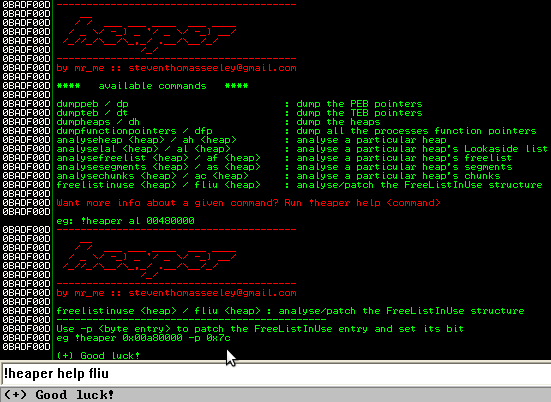 0BADF00D ----------------------------------------
0BADF00D
0BADF00D
0BADF00D
0BADF00D
0BADF00D
0BADF00D ----------------------------------------
0BADF00D by mr_me :: steventhomasseeley@gmail.com
0BADF00D
0BADF00D **** available commands ****
0BADF00D
0BADF00D dumppeb / dp : dump the PEB pointers
0BADF00D dumpteb / dt : dump the TEB pointers
0BADF00D dumpheaps / dh : dump the heaps
0BADF00D dumpfunctionpointers / dfp : dump all the processes function pointers
0BADF00D analyseheap <heap> / ah <heap> : analyse a particular heap
0BADF00D analyselal <heap> / al <heap> : analyse a particular heap's Lookaside list
0BADF00D analysefreelist <heap> / af <heap> : analyse a particular heap's freelist
0BADF00D analysesegments <heap> / as <heap> : analyse a particular heap's segments
0BADF00D analysechunks <heap> / ac <heap> : analyse a particular heap's chunks
0BADF00D freelistinuse <heap> / fliu <heap> : analyse/patch the FreeListInUse structure
0BADF00D
0BADF00D Want more info about a given command? Run !heaper help <command>
0BADF00D
eg: !heaper al 00480000
0BADF00D ----------------------------------------
0BADF00D
0BADF00D
0BADF00D
0BADF00D
0BADF00D
0BADF00D ----------------------------------------
0BADF00D by mr_me :: steventhomasseeley@gmail.com
0BADF00D
0BADF00D freelistinuse <heap> / fliu <heap> : analyse/patch the FreeListInUse structure
0BADF00D ---------------------------------------------
0BADF00D Use -p <byte entry> to patch the FreeListInUse entry and set its bit
0BADF00D eg !heaper 0x00a80000 -p 0x7c
0BADF00D
(+) Good luck!
!heaper help fliu
(+) Good luck!